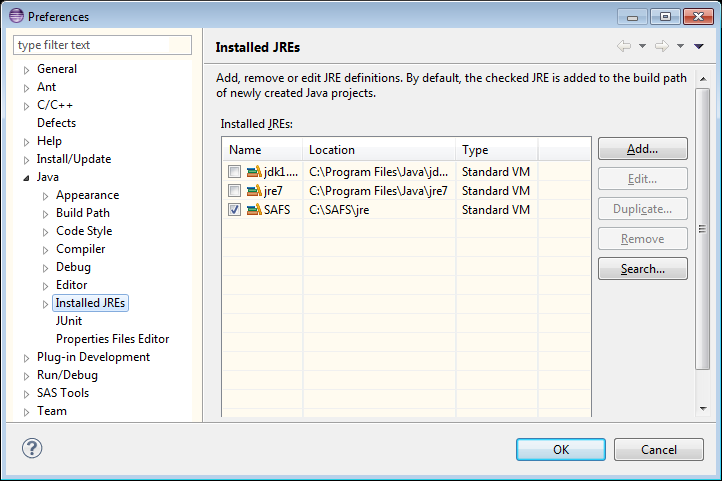 Preferences
type filter text
General
Ant
C/C++
Defects
Help
Install/Update
Java
Appearance
Build Path
Code Style
Compiler
Debug
Editor
Installed JREs
JUnit
Properties Files Editor
Plug-in Development
Run/Debug
SAS Tools
Team
Installed JREs
Add, remove or edit JRE definitions. By default, the checked JRE is added to the build path
of newly created Java projects.
Installed JREs:
Name Location Type
jdk1.... C:\Program Files\Java\jd... Standard VM
jre7 C:\Program Files\Java\jre7 Standard VM
SAFS C:\SAFS\jre Standard VM
Add...
Edit...
Duplicate...
Remove
Search...
?
OK Cancel